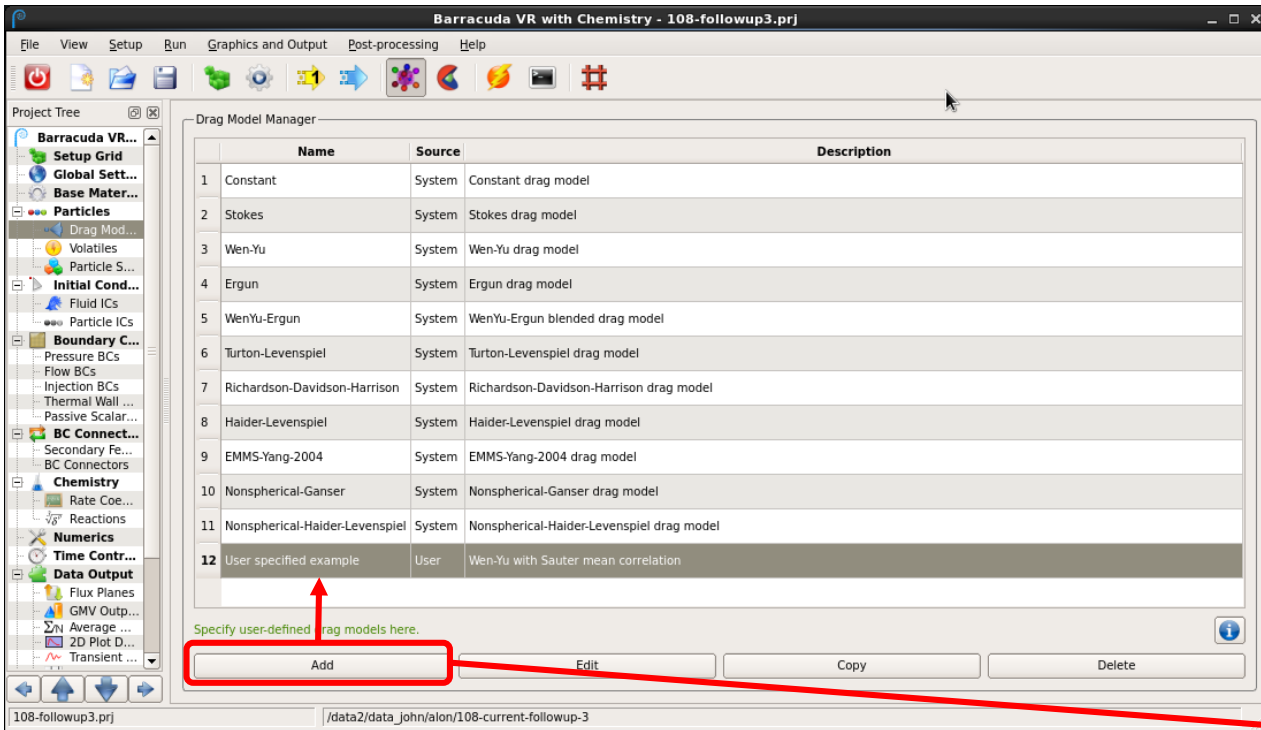 Barracuda VR with Chemistry - 108-followup3.prj
File View Setup Run Graphics and Output Post-processing Help
1
Project Tree
Barracuda VR...
Setup Grid
Global Sett...
Base Mater...
Particles
Drag Mod...
Volatiles
Particle S...
Initial Cond...
Fluid ICs
Particle ICs
Boundary C...
Pressure BCs
Flow BCs
Injection BCs
Thermal Wall ...
Passive Scalar...
BC Connect...
Secondary Fe...
BC Connectors
Chemistry
Rate Coe...
Reactions
Numerics
Time Contr...
Data Output
Flux Planes
GMV Outp...
Average ...
2D Plot D...
Transient ...
Drag Model Manager
Name Source Description
1 Constant System Constant drag model
2 Stokes System Stokes drag model
3 Wen-Yu System Wen-Yu drag model
4 Ergun System Ergun drag model
5 WenYu-Ergun System WenYu-Ergun blended drag model
6 Turton-Levenspiel System Turton-Levenspiel drag model
7 Richardson-Davidson-Harrison System Richardson-Davidson-Harrison drag model
8 Haider-Levenspiel System Haider-Levenspiel drag model
9 EMMS-Yang-2004 System EMMS-Yang-2004 drag model
10 Nonspherical-Ganser System Nonspherical-Ganser drag model
11 Nonspherical-Haider-Levenspiel System Nonspherical-Haider-Levenspiel drag model
12 User specified example User Wen-Yu with Sauter mean correlation
Specify user-defined drag models here.
Add Edit Copy Delete
108-followup3.prj /data2/data_john/alon/108-current-followup-3